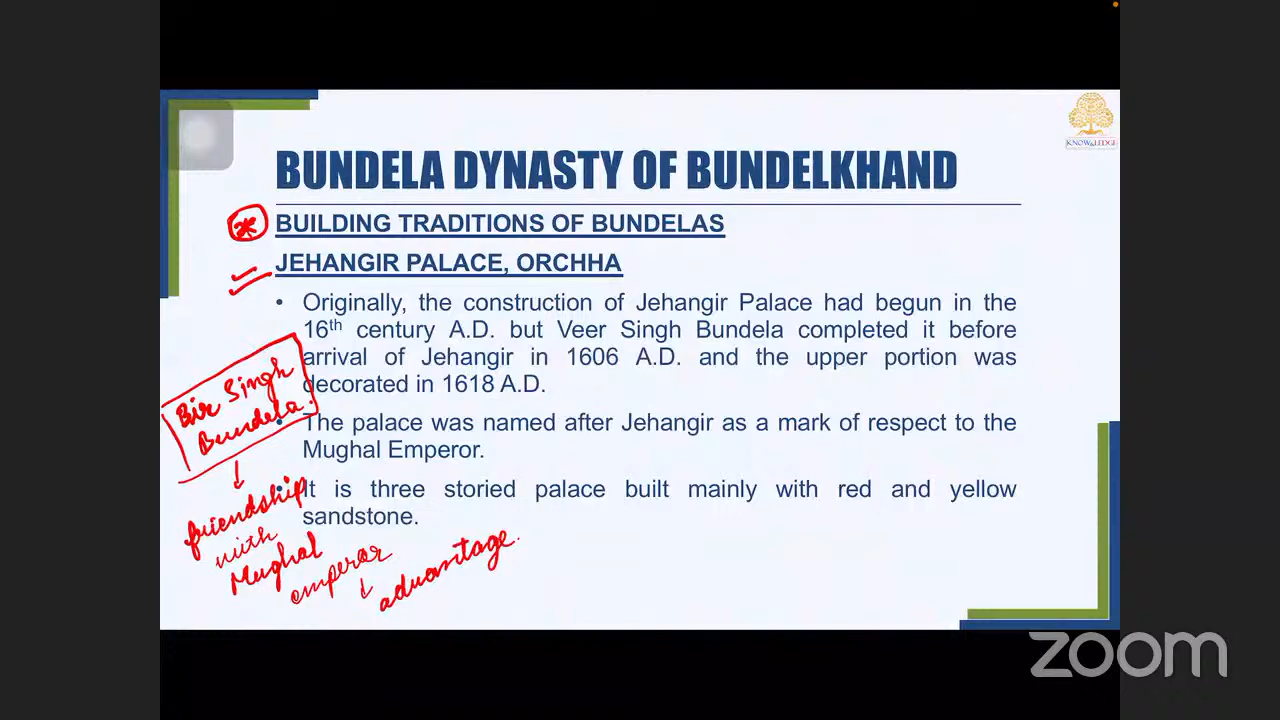 KNOWLEDGE
BUNDELA DYNASTY OF BUNDELKHAND
BUILDING TRADITIONS OF BUNDELAS
JEHANGIR PALACE, ORCHHA
• Originally, the construction of Jehangir Palace had begun in the
16th century A.D. but Veer Singh Bundela completed it before
arrival of Jehangir in 1606 A.D. and the upper portion was
decorated in 1618 A.D.
• The palace was named after Jehangir as a mark of respect to the
Mughal Emperor.
• It is three storied palace built mainly with red and yellow
sandstone.
Bir Singh
Bundela.
friendship
with
Mughal
emperor
advantage.
zoom